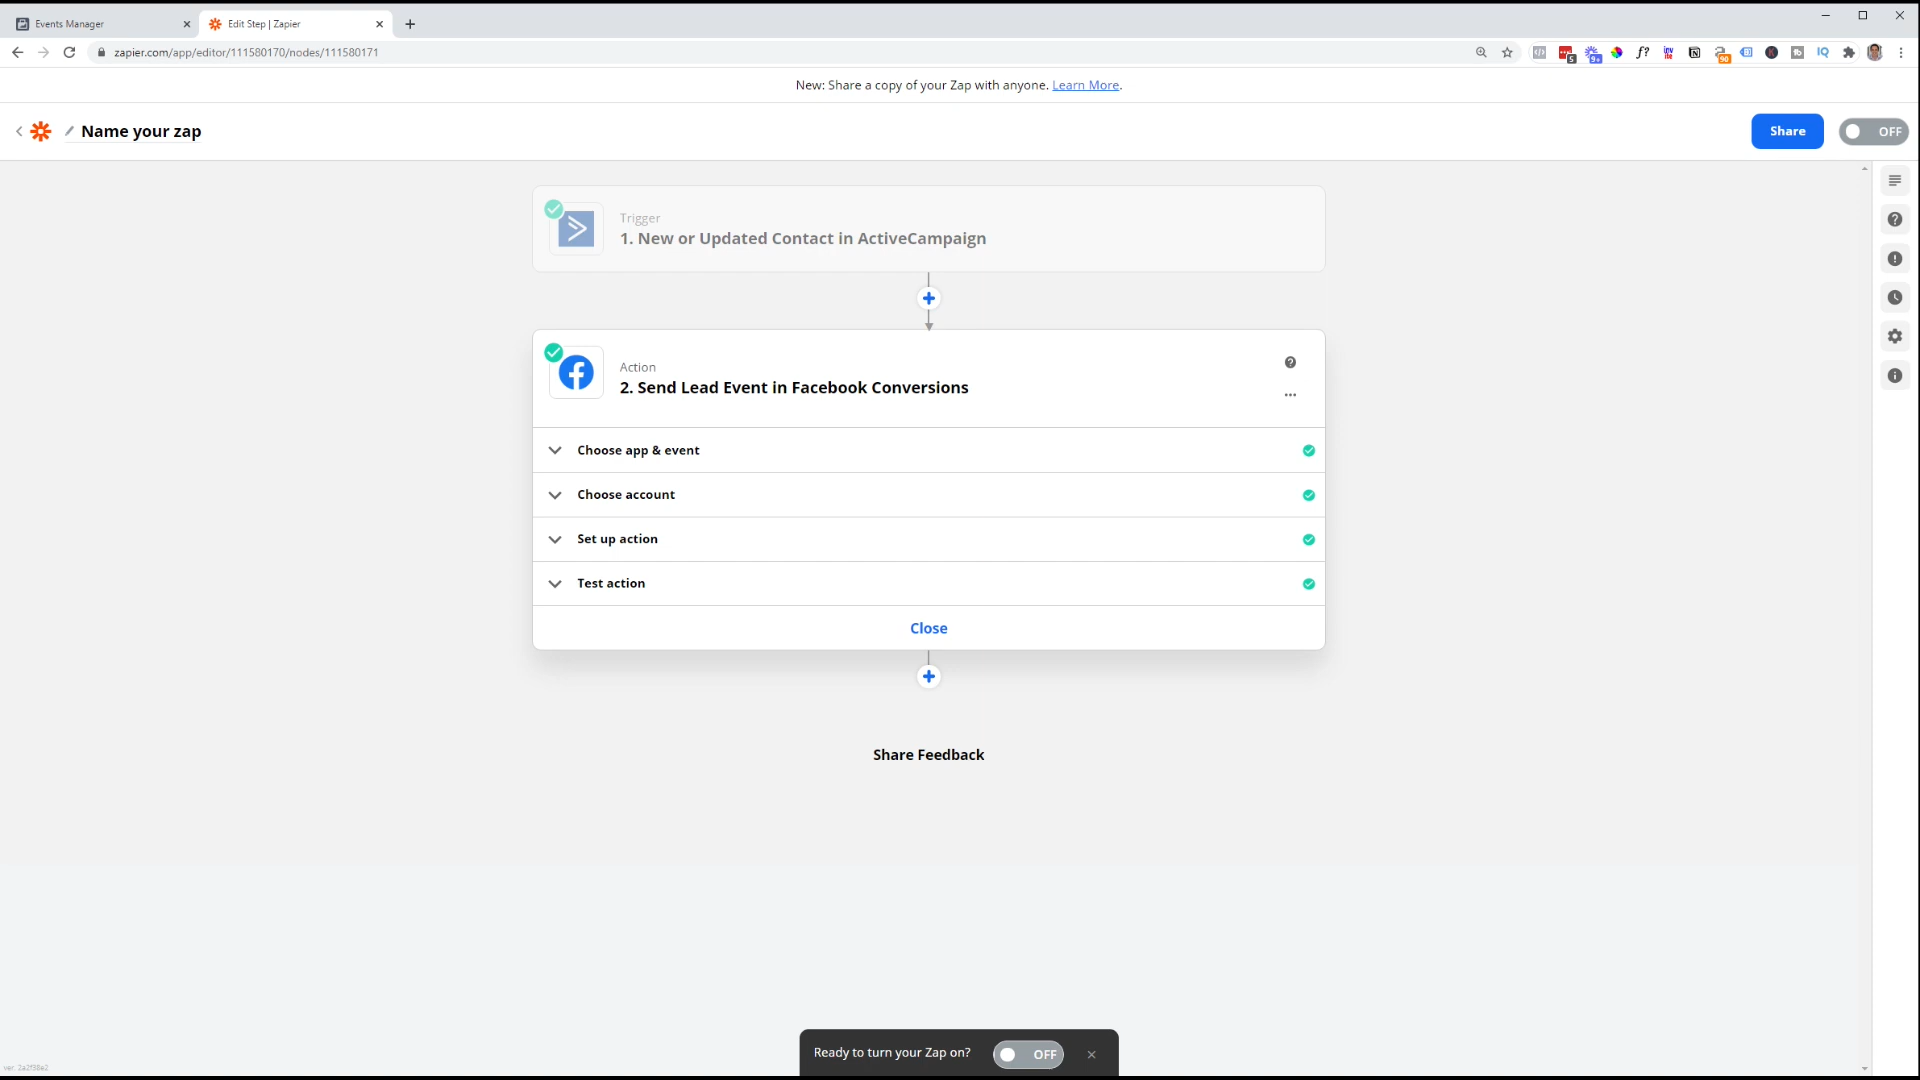 Events Manager
Edit Step | Zapier
zapier.com/app/editor/111580170/nodes/111580171
New: Share a copy of your Zap with anyone. Learn More.
Name your zap
Share
OFF
Trigger
1. New or Updated Contact in ActiveCampaign
Action
2. Send Lead Event in Facebook Conversions
Choose app & event
Choose account
Set up action
Test action
Close
Share Feedback
Ready to turn your Zap on?
OFF
ver. 2a2f38e2